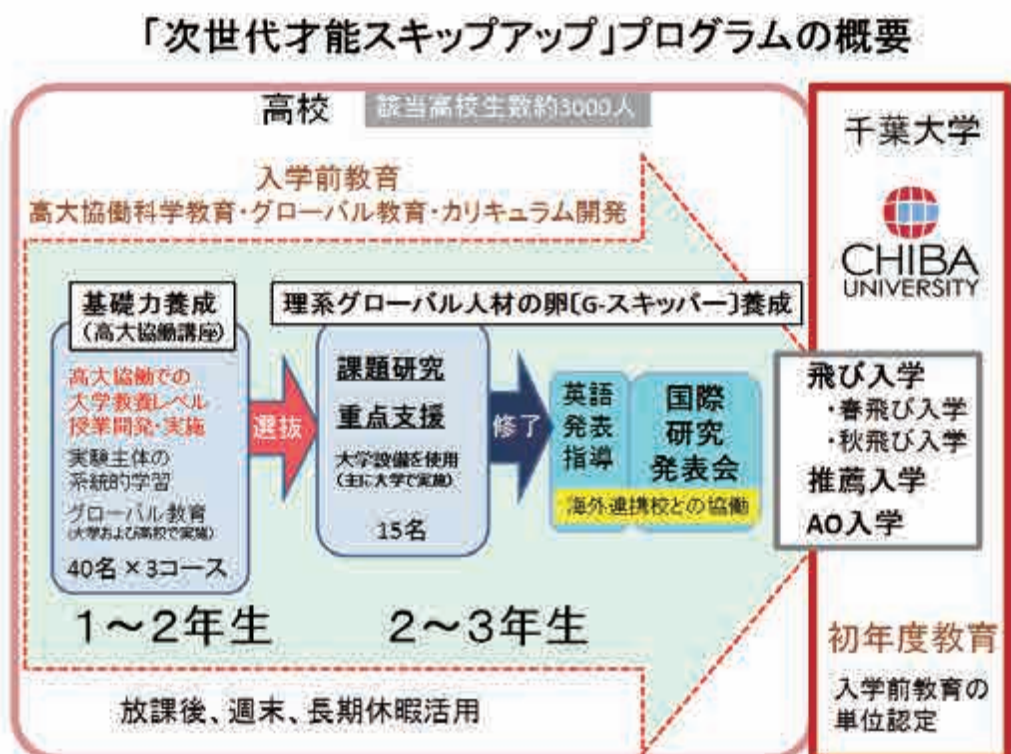 「次世代才能スキップアップ」プログラムの概要
高校
該当高校生数約3000人
入学前教育
高大協働科学教育・グローバル教育・カリキュラム開発
基礎力養成
(高大協働講座)
高大協働での
大学教養レベル
授業開発・実施
実験主体の
系統的学習
グローバル教育
(大学および高校で実施)
40名×3コース
選抜
理系グローバル人材の卵[G-スキッパー]養成
課題研究
重点支援
大学設備を使用
(主に大学で実施)
15名
修了
英語
発表
指導
国際
研究
発表会
海外連携校との協働
1～2年生
2～3年生
放課後、週末、長期休暇活用
千葉大学
CHIBA
UNIVERSITY
飛び入学
・春飛び入学
・秋飛び入学
推薦入学
AO入学
初年度教育
入学前教育の
単位認定